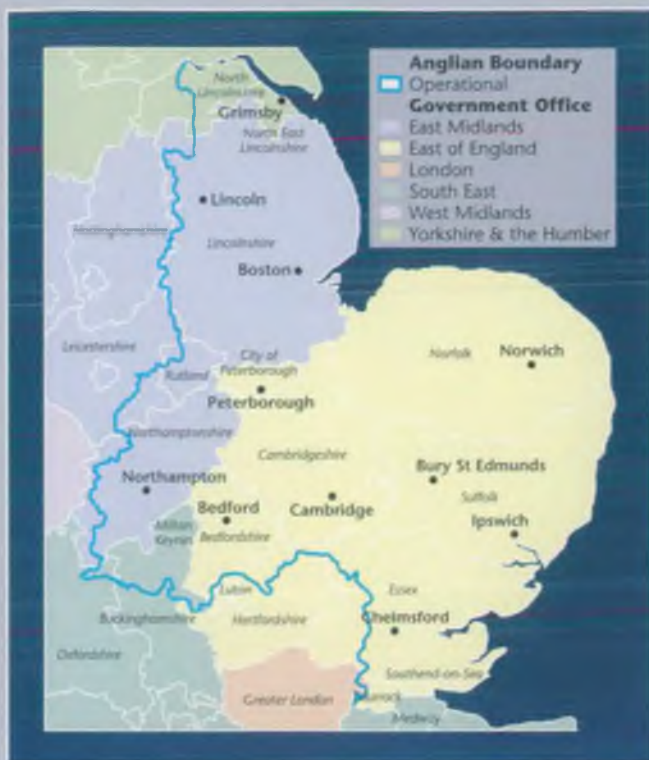 Anglian Boundary
Operational
Government Office
East Midlands
East of England
London
South East
West Midlands
Yorkshire & the Humber
North
Lincolnshire
Grimsby
North East
Lincolnshire
Lincoln
Nottinghamshire
Lincolnshire
Boston
Leicestershire
Rutland
City of
Peterborough
Norfolk
Norwich
Peterborough
Northamptonshire
Cambridgeshire
Northampton
Bury St Edmunds
Suffolk
Bedford
Cambridge
Ipswich
Milton
Keynes
Bedfordshire
Luton
Essex
Buckinghamshire
Hertfordshire
Chelmsford
Oxfordshire
Southend-on-Sea
Greater London
Thurrock
Medway